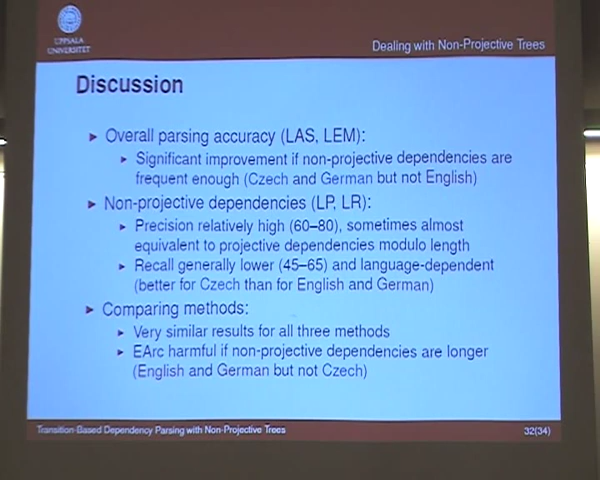 UPPSALA
UNIVERSITET
Dealing with Non-Projective Trees
Discussion
Overall parsing accuracy (LAS, LEM):
Significant improvement if non-projective dependencies are
frequent enough (Czech and German but not English)
Non-projective dependencies (LP, LR):
Precision relatively high (60–80), sometimes almost
equivalent to projective dependencies modulo length
Recall generally lower (45–65) and language-dependent
(better for Czech than for English and German)
Comparing methods:
Very similar results for all three methods
EArc harmful if non-projective dependencies are longer
(English and German but not Czech)
Transition-Based Dependency Parsing with Non-Projective Trees
32(34)